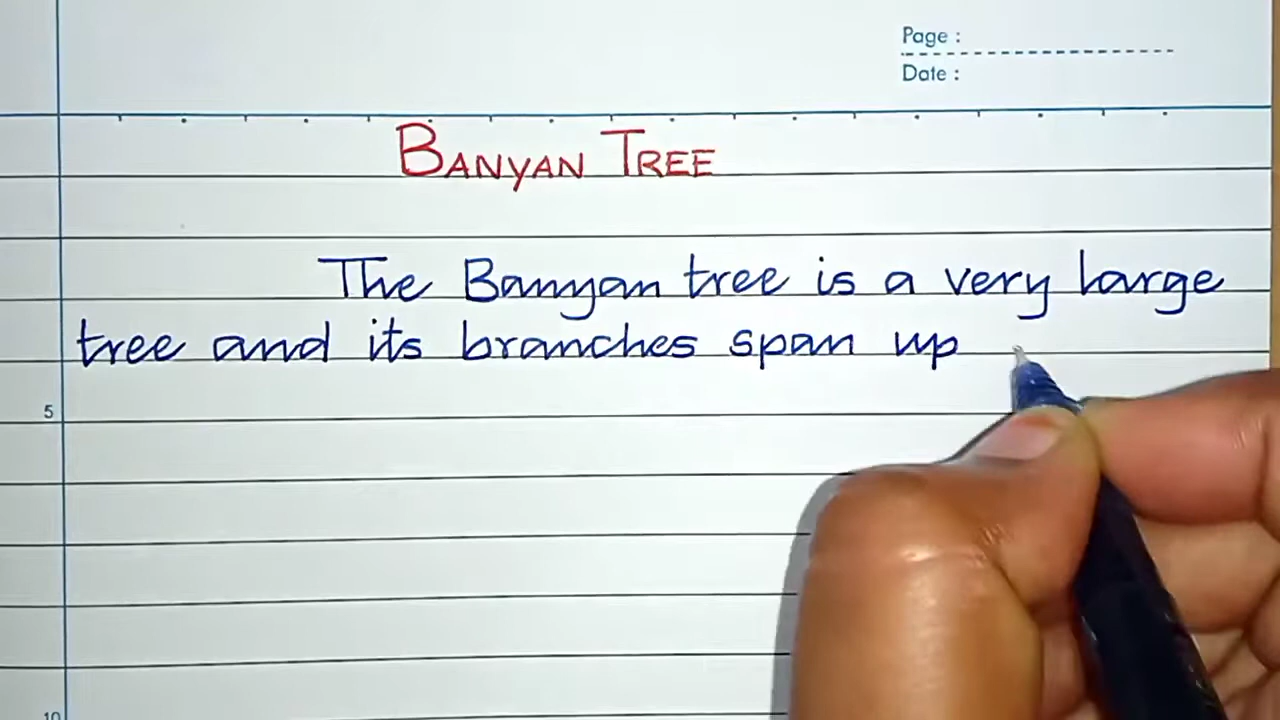 Page :
Date :
BANYAN TREE
The Banyan tree is a very large
tree and its branches span up
5
10